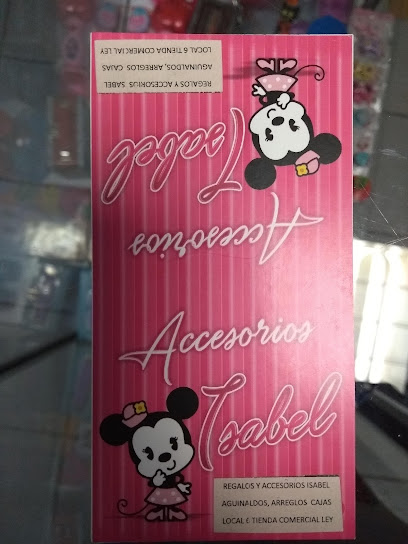 LOCAL 6 TIENDA COMERCIAL LEY
AGUINALDOS, ARREGLOS CAJAS
REGALOS Y ACCESORIOS ISABEL
Isabel
Accesorios
Accesorios
Isabel
REGALOS Y ACCESORIOS ISABEL
AGUINALDOS, ARREGLOS CAJAS
LOCAL 6 TIENDA COMERCIAL LEY